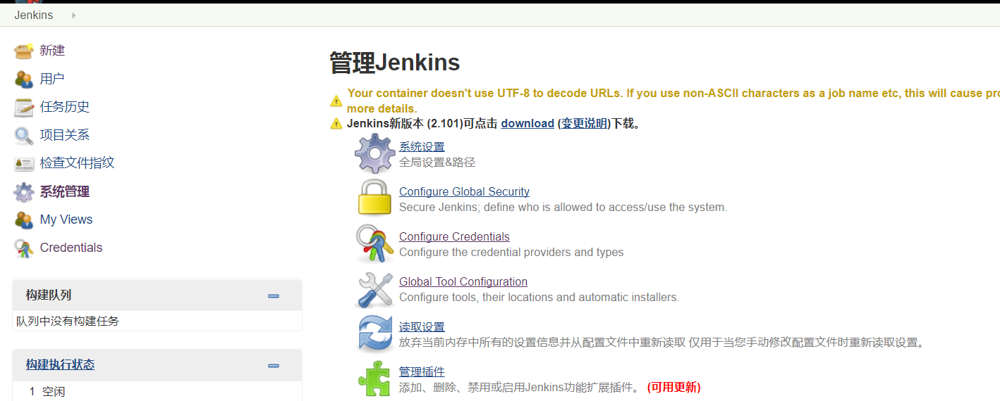 Jenkins
新建
用户
任务历史
项目关系
检查文件指纹
系统管理
My Views
Credentials
构建队列
队列中没有构建任务
构建执行状态
1 空闲
管理Jenkins
Your container doesn't use UTF-8 to decode URLs. If you use non-ASCII characters as a job name etc, this will cause
more details.
Jenkins新版本 (2.101)可点击 download (变更说明)下载。
系统设置
全局设置&路径
Configure Global Security
Secure Jenkins; define who is allowed to access/use the system.
Configure Credentials
Configure the credential providers and types
Global Tool Configuration
Configure tools, their locations and automatic installers.
读取设置
放弃当前内存中所有的设置信息并从配置文件中重新读取 仅用于当您手动修改配置文件时重新读取设置。
管理插件
添加、删除、禁用或启用Jenkins功能扩展插件。 (可用更新)